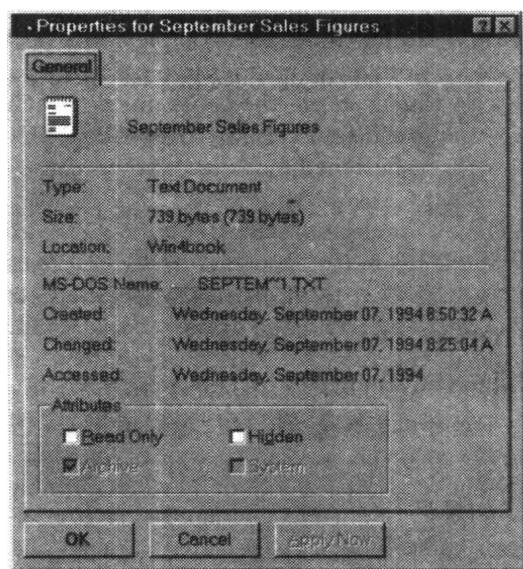 Properties for September Sales Figures
General
September Sales Figures
Type: Text Document
Size: 739 bytes (739 bytes)
Location: Win4book
MS-DOS Name: SEPTEM~1.TXT
Created: Wednesday, September 07, 1994 8:50:32 A
Changed: Wednesday, September 07, 1994 8:25:04 A
Accessed: Wednesday, September 07, 1994
Attributes
Read Only Hidden
Archive System
OK Cancel Apply Now